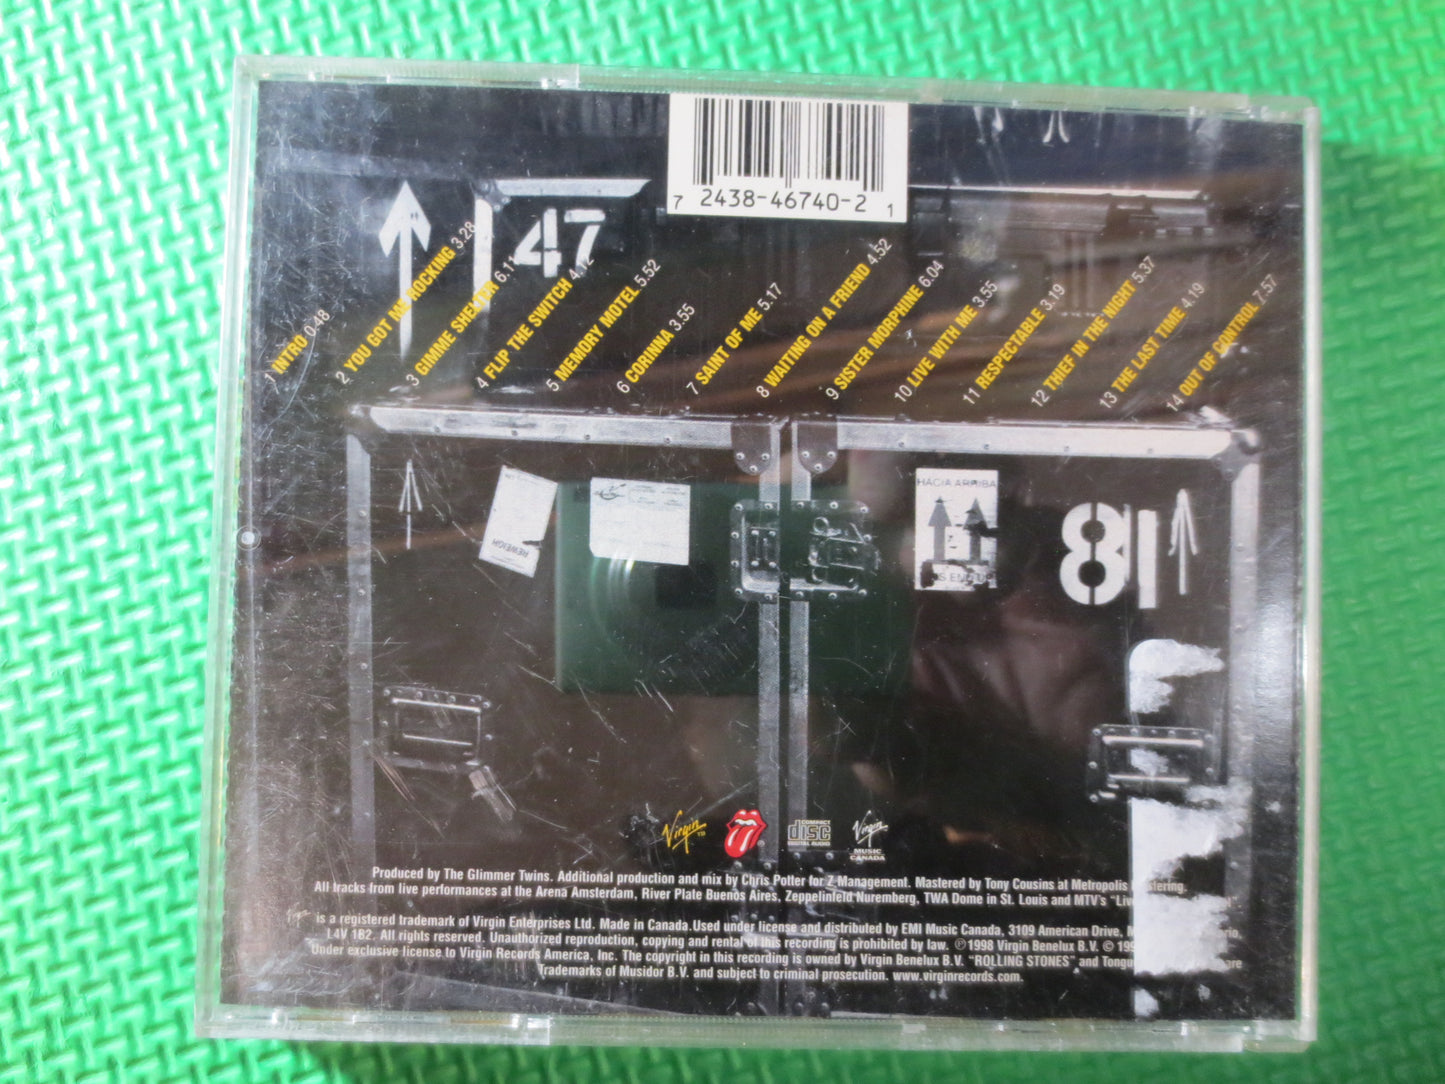 7 2438-46740-2 1
47
1 INTRO 0.48
2 YOU GOT ME ROCKING 3.28
3 GIMME SHELTER 6.11
4 FLIP THE SWITCH 4.12
5 MEMORY MOTEL 5.52
6 CORINNA 3.55
7 SAINT OF ME 5.17
8 WAITING ON A FRIEND 4.52
9 SISTER MORPHINE 6.04
10 LIVE WITH ME 3.55
11 RESPECTABLE 3.19
12 THIEF IN THE NIGHT 5.37
13 THE LAST TIME 4.19
14 OUT OF CONTROL 7.57
REWEIGH
HACIA ARRIBA
81
Virgin TM
COMPACT disc DIGITAL AUDIO
Virgin MUSIC CANADA
Produced by The Glimmer Twins. Additional production and mix by Chris Potter for Z Management. Mastered by Tony Cousins at Metropolis
All tracks from live performances at the Arena Amsterdam, River Plate Buenos Aires, Zeppelinfeld Nuremberg, TWA Dome in St. Louis and MTV's "Live
Virgin is a registered trademark of Virgin Enterprises Ltd. Made in Canada.Used under license and distributed by EMI Music Canada, 3109 American Drive,
L4V 1B2. All rights reserved. Unauthorized reproduction, copying and rental of this recording is prohibited by law. ℗1998 Virgin Benelux B.V. ©
Under exclusive license to Virgin Records America, Inc. The copyright in this recording is owned by Virgin Benelux B.V. "ROLLING STONES" and
Trademarks of Musidor B.V. and subject to criminal prosecution. www.virginrecords.com.